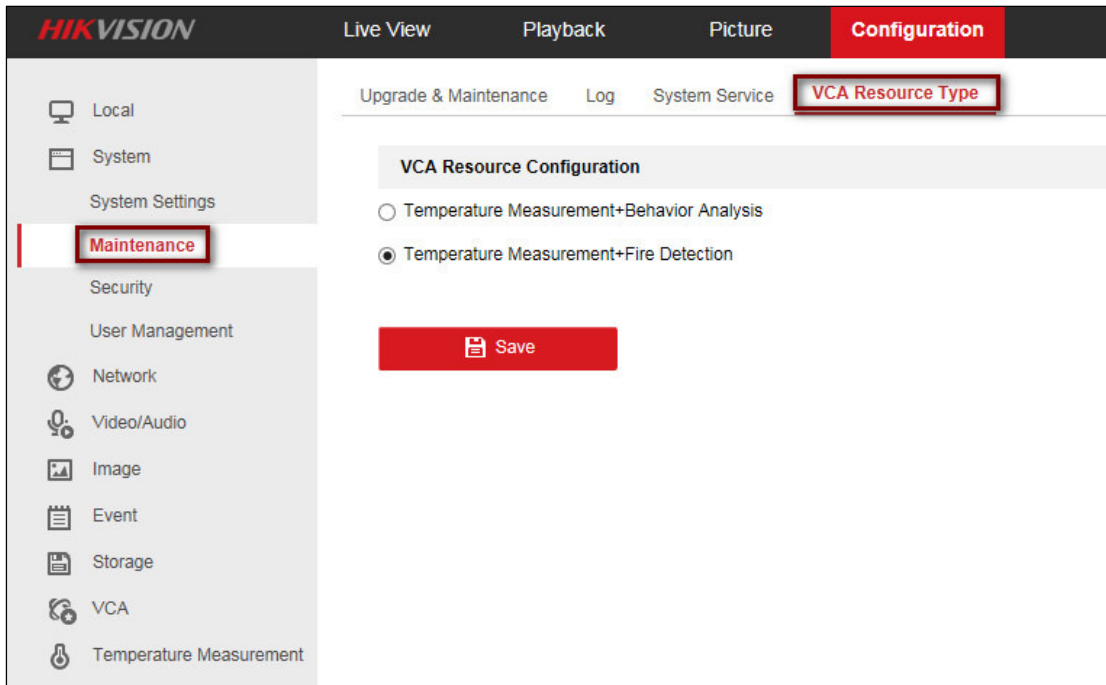 HIKVISION Live View Playback Picture Configuration
Upgrade & Maintenance Log System Service VCA Resource Type
Local
System
System Settings
Maintenance
Security
User Management
Network
Video/Audio
Image
Event
Storage
VCA
Temperature Measurement
VCA Resource Configuration
Temperature Measurement+Behavior Analysis
Temperature Measurement+Fire Detection
Save